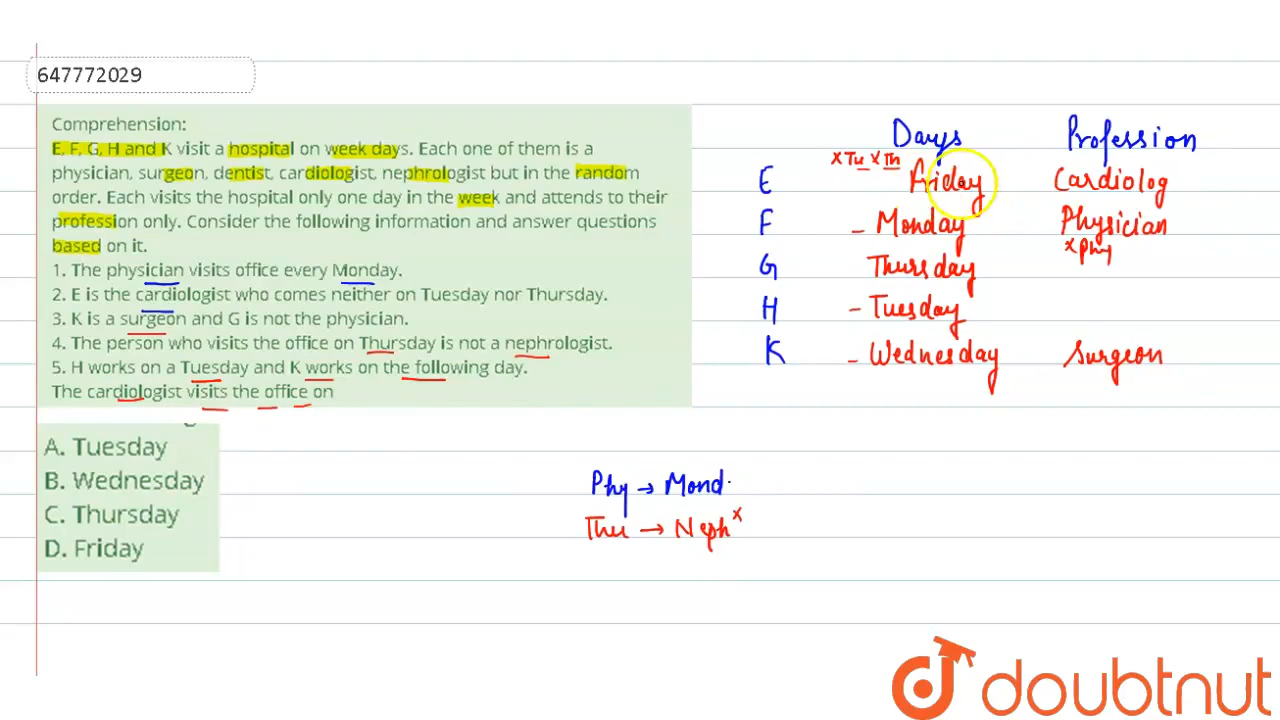 647772029
Comprehension:
E, F, G, H and K visit a hospital on week days. Each one of them is a
physician, surgeon, dentist, cardiologist, nephrologist but in the random
order. Each visits the hospital only one day in the week and attends to their
profession only. Consider the following information and answer questions
based on it.
1. The physician visits office every Monday.
2. E is the cardiologist who comes neither on Tuesday nor Thursday.
3. K is a surgeon and G is not the physician.
4. The person who visits the office on Thursday is not a nephrologist.
5. H works on a Tuesday and K works on the following day.
The cardiologist visits the office on
A. Tuesday
B. Wednesday
C. Thursday
D. Friday
Days Profession
x Tu x Th
E Friday Cardiolog
F - Monday Physician
x Phy
G Thursday
H - Tuesday
K - Wednesday Surgeon
Phy → Mond.
Thu → Neph x
doubtnut